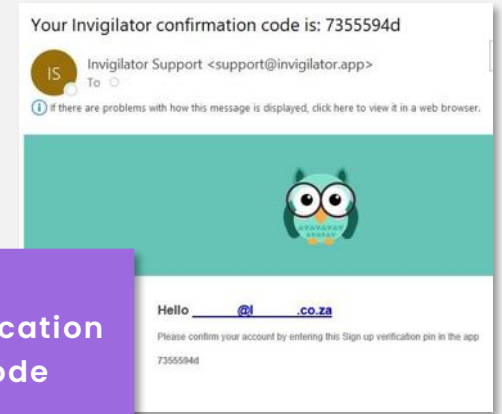 Your Invigilator confirmation code is: 7355594d
IS
Invigilator Support <support@invigilator.app>
To
If there are problems with how this message is displayed, click here to view it in a web browser.
Hello ______@l______.co.za
Please confirm your account by entering this Sign up verification pin in the app
7355594d
cation
ode